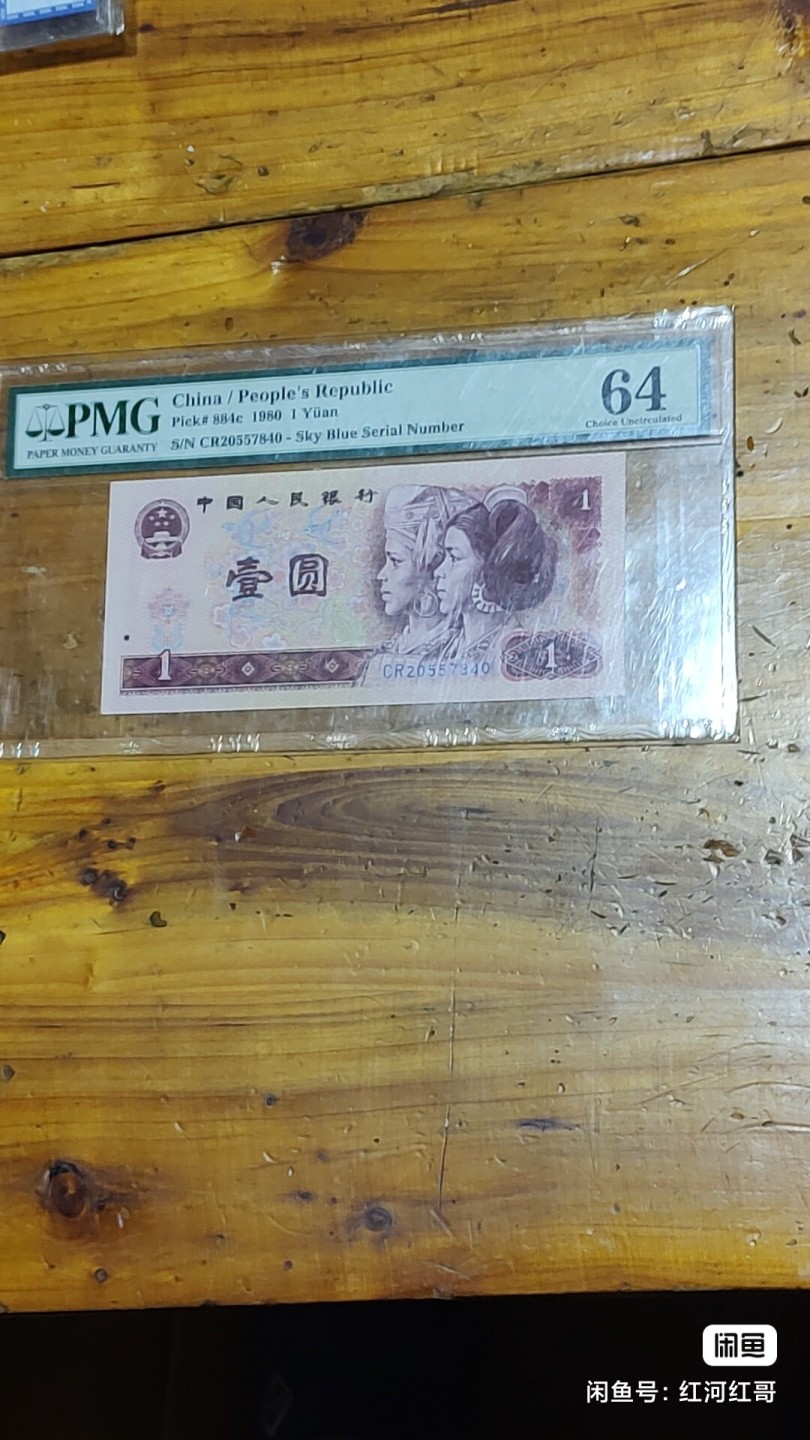 PMG
PAPER MONEY GUARANTY
China / People's Republic
Pick# 884c 1980 1 Yüan
S/N CR20557840 - Sky Blue Serial Number
64
Choice Uncirculated
中国人民银行
1
壹圆
1
CR20557840
1
闲鱼
闲鱼号：红河红哥